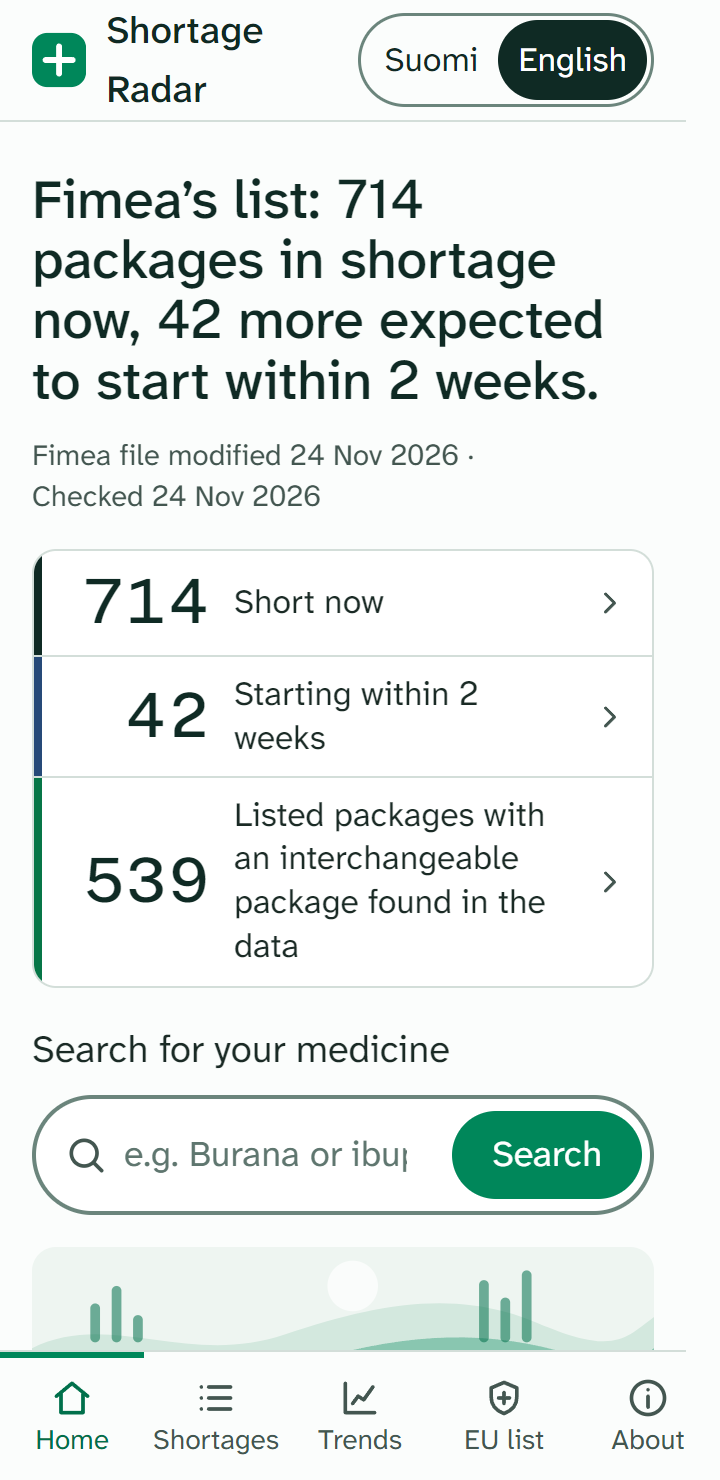 Shortage
Radar
Suomi
English
Fimea’s list: 714
packages in shortage
now, 42 more expected
to start within 2 weeks.
Fimea file modified 24 Nov 2026 ·
Checked 24 Nov 2026
714
Short now
42
Starting within 2
weeks
539
Listed packages with
an interchangeable
package found in the
data
Search for your medicine
e.g. Burana or ibu
Search
Home
Shortages
Trends
EU list
About